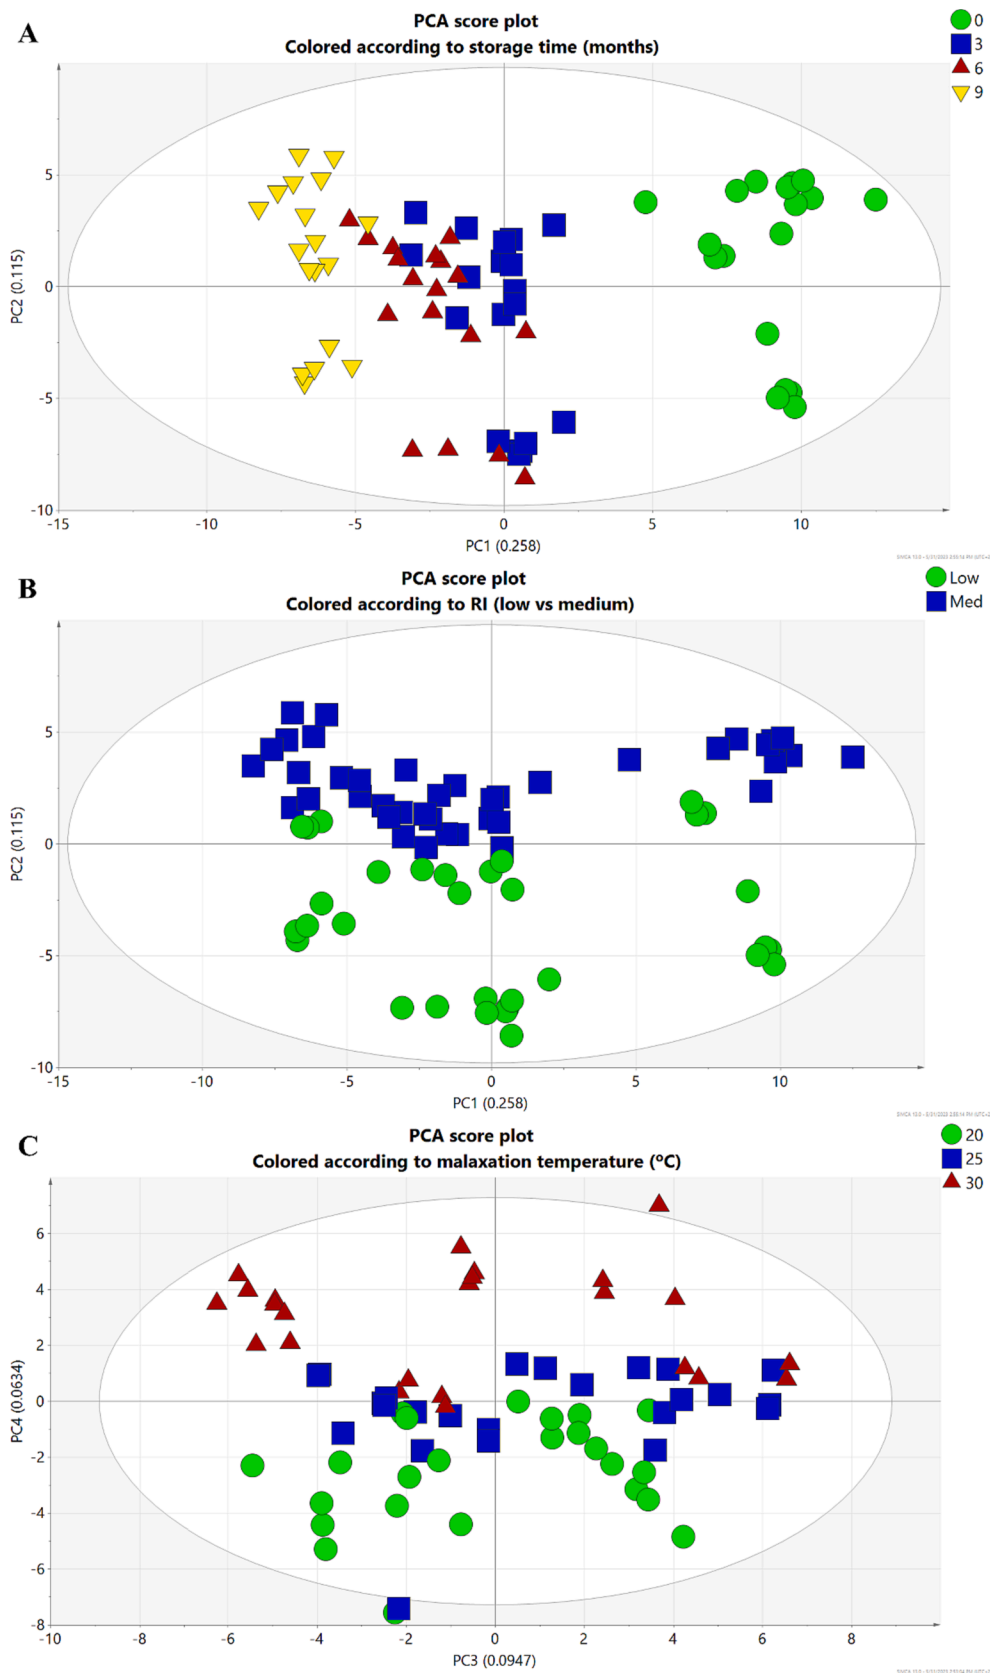 A
PCA score plot
Colored according to storage time (months)
0
3
6
9
5
0
-5
-10
PC2 (0.115)
-15 -10 -5 0 5 10
PC1 (0.258)
B
PCA score plot
Colored according to RI (low vs medium)
Low
Med
5
0
-5
-10
PC2 (0.115)
-15 -10 -5 0 5 10
PC1 (0.258)
C
PCA score plot
Colored according to malaxation temperature (ºC)
20
25
30
6
4
2
0
-2
-4
-6
-8
PC4 (0.0634)
-10 -8 -6 -4 -2 0 2 4 6 8
PC3 (0.0947)